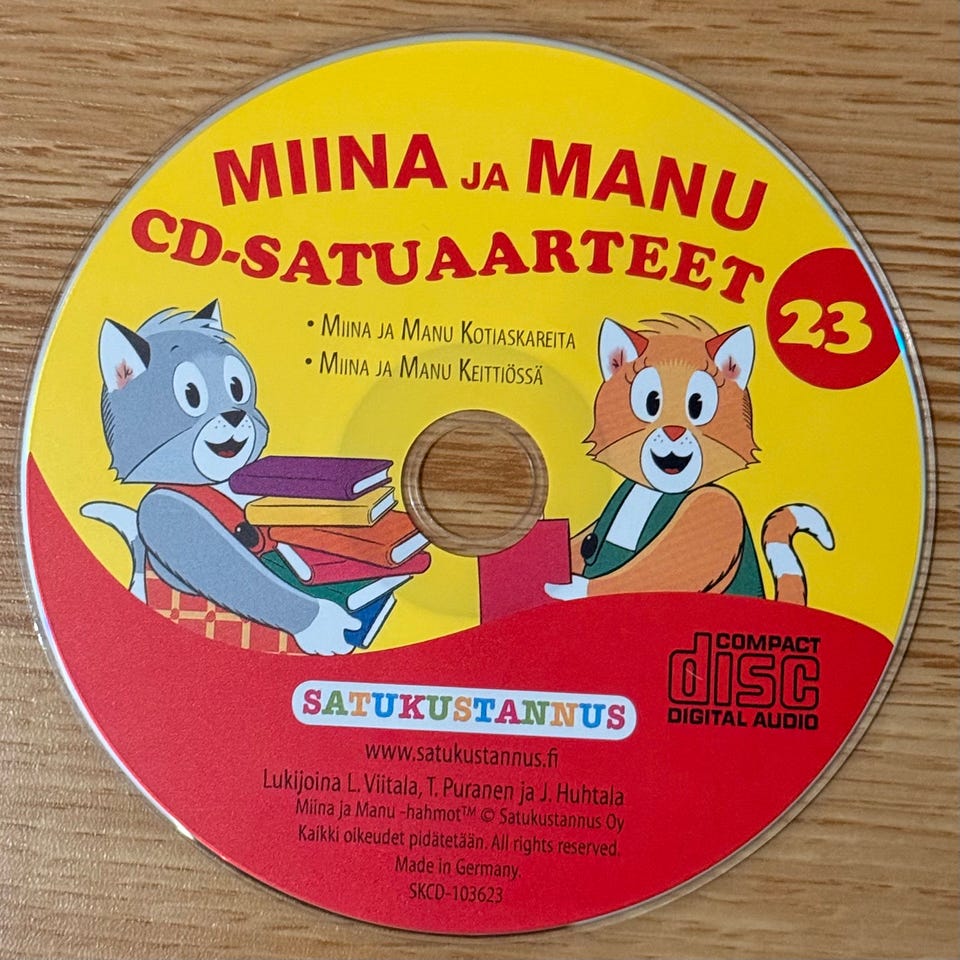 MIINA JA MANU
CD-SATUAARTEET
23
• MIINA JA MANU KOTIASKAREITA
• MIINA JA MANU KEITTIÖSSÄ
COMPACT
disc
DIGITAL AUDIO
SATUKUSTANNUS
www.satukustannus.fi
Lukijoina L. Viitala, T. Puranen ja J. Huhtala
Miina ja Manu -hahmot™ © Satukustannus Oy
Kaikki oikeudet pidätetään. All rights reserved.
Made in Germany.
SKCD-103623